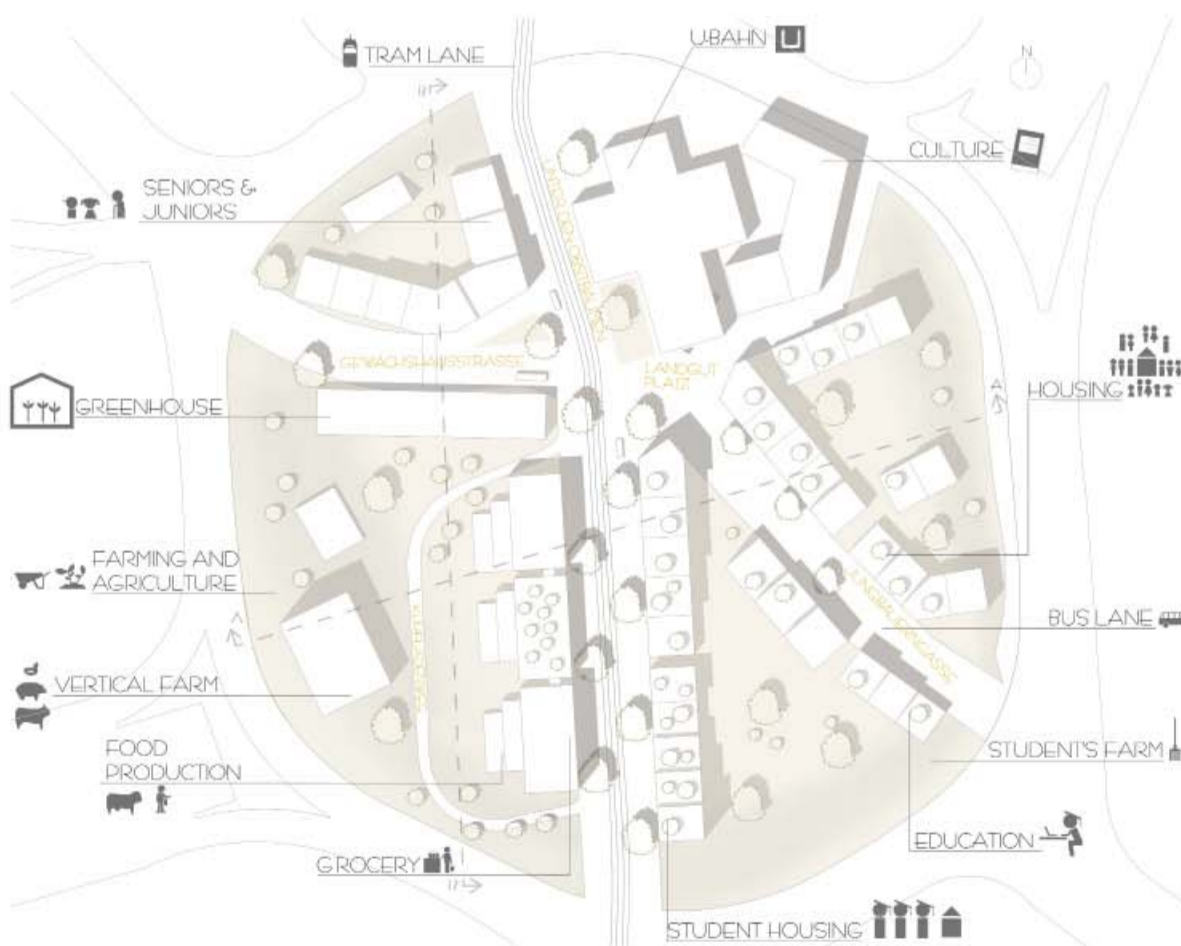 U-BAHN U
TRAM LANE
N
CULTURE
SENIORS &
JUNIORS
GEWÄCHSHAUSSTRASSE
LANDGUT
PLATZ
A
HOUSING
GREENHOUSE
FARMING AND
AGRICULTURE
BUS LANE
VERTICAL FARM
FOOD
PRODUCTION
STUDENT'S FARM
EDUCATION
GROCERY
STUDENT HOUSING